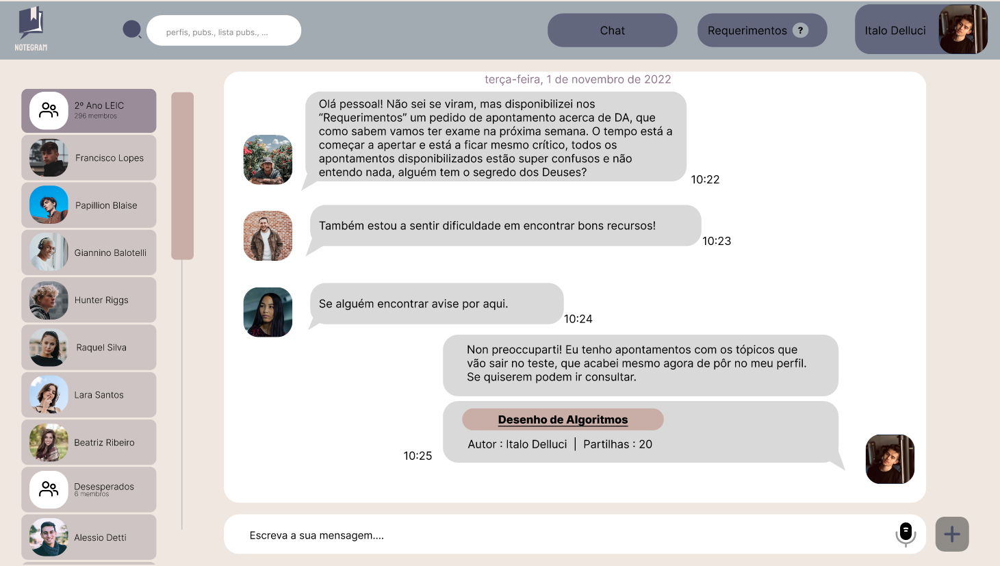 NOTEGRAM
perfis, pubs., lista pubs., ...
Chat
Requerimentos ?
Italo Delluci
2º Ano LEIC
296 membros
Francisco Lopes
Papillion Blaise
Giannino Balotelli
Hunter Riggs
Raquel Silva
Lara Santos
Beatriz Ribeiro
Desesperados
6 membros
Alessio Detti
terça-feira, 1 de novembro de 2022
Olá pessoal! Não sei se viram, mas disponibilizei nos
“Requerimentos” um pedido de apontamento acerca de DA, que
como sabem vamos ter exame na próxima semana. O tempo está a
começar a apertar e está a ficar mesmo crítico, todos os
apontamentos disponibilizados estão super confusos e não
entendo nada, alguém tem o segredo dos Deuses?
10:22
Também estou a sentir dificuldade em encontrar bons recursos!
10:23
Se alguém encontrar avise por aqui.
10:24
Non preoccuparti! Eu tenho apontamentos com os tópicos que
vão sair no teste, que acabei mesmo agora de pôr no meu perfil.
Se quiserem podem ir consultar.
Desenho de Algoritmos
Autor : Italo Delluci | Partilhas : 20
10:25
Escreva a sua mensagem....